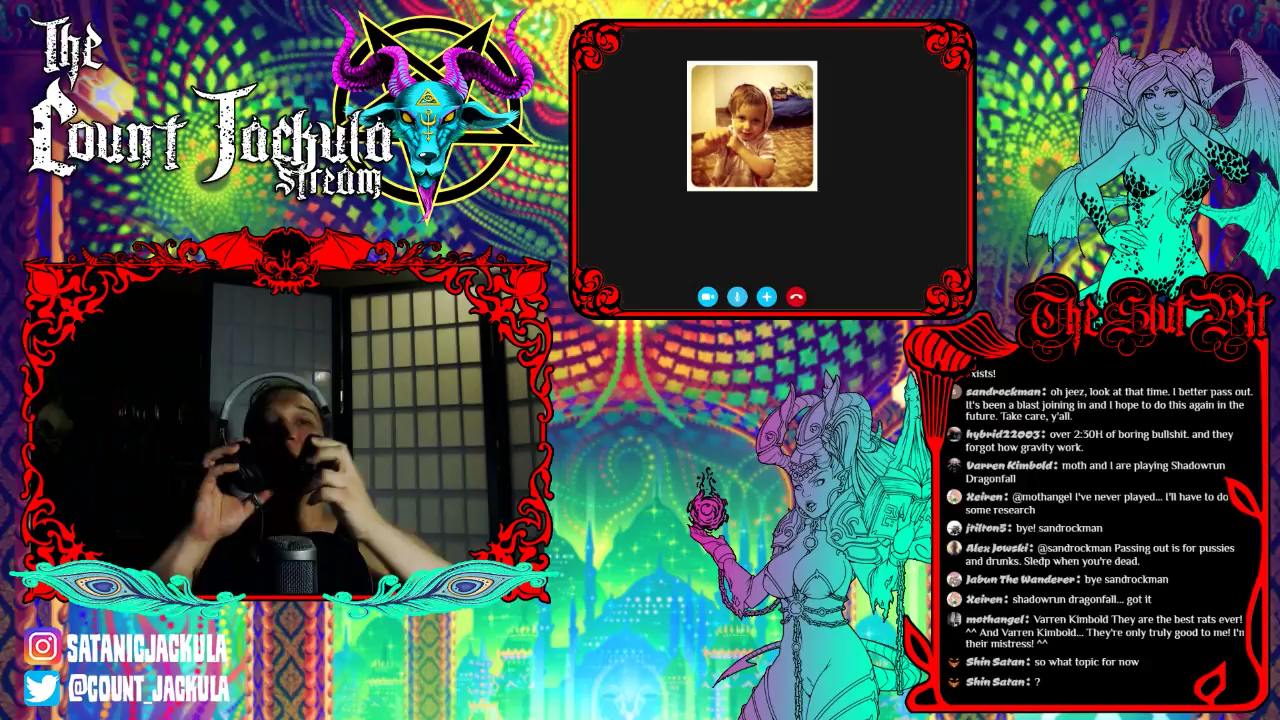 The
Count Jackula
stream
The Slut Pit
xists!
sandrockman: oh jeez, look at that time. I better pass out.
It's been a blast joining in and I hope to do this again in the
future. Take care, y'all.
hybrid22003: over 2:30H of boring bullshit. and they
forgot how gravity work.
Varren Kimbold: moth and I are playing Shadowrun
Dragonfall
Xeiren: @mothangel I've never played... I'll have to do
some research
jtilton5: bye! sandrockman
Alex Jowski: @sandrockman Passing out is for pussies
and drunks. Sledp when you're dead.
Jabun The Wanderer: bye sandrockman
Xeiren: shadowrun dragonfall... got it
mothangel: Varren Kimbold They are the best rats ever!
^^ And Varren Kimbold... They're only truly good to me! I'm
their mistress! ^^
Shin Satan: so what topic for now
Shin Satan: ?
SATANICJACKULA
@COUNT_JACKULA